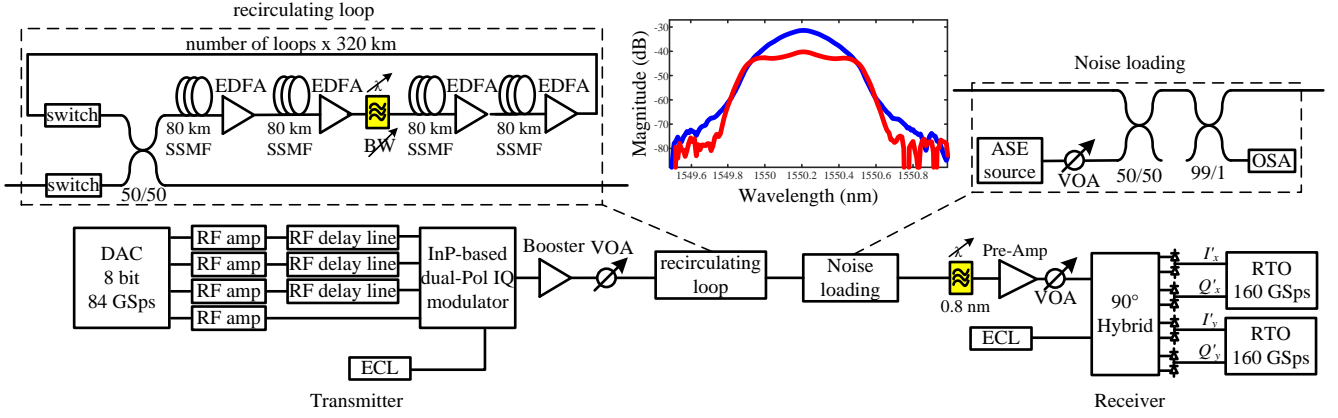 recirculating loop
number of loops x 320 km
EDFA
EDFA
λ
EDFA
EDFA
switch
80 km
SSMF
80 km
SSMF
BW
80 km
SSMF
80 km
SSMF
switch
50/50
Magnitude (dB)
-30
-40
-50
-60
-70
-80
1549.6
1549.8
1550
1550.2
1550.4
1550.6
1550.8
Wavelength (nm)
Noise loading
ASE
source
VOA
50/50
99/1
OSA
DAC
8 bit
84 GSps
RF amp
RF delay line
RF amp
RF delay line
RF amp
RF delay line
RF amp
InP-based
dual-Pol IQ
modulator
Booster
VOA
recirculating
loop
Noise
loading
λ
0.8 nm
Pre-Amp
VOA
90°
Hybrid
I'x
Q'x
I'y
Q'y
RTO
160 GSps
RTO
160 GSps
ECL
ECL
Transmitter
Receiver